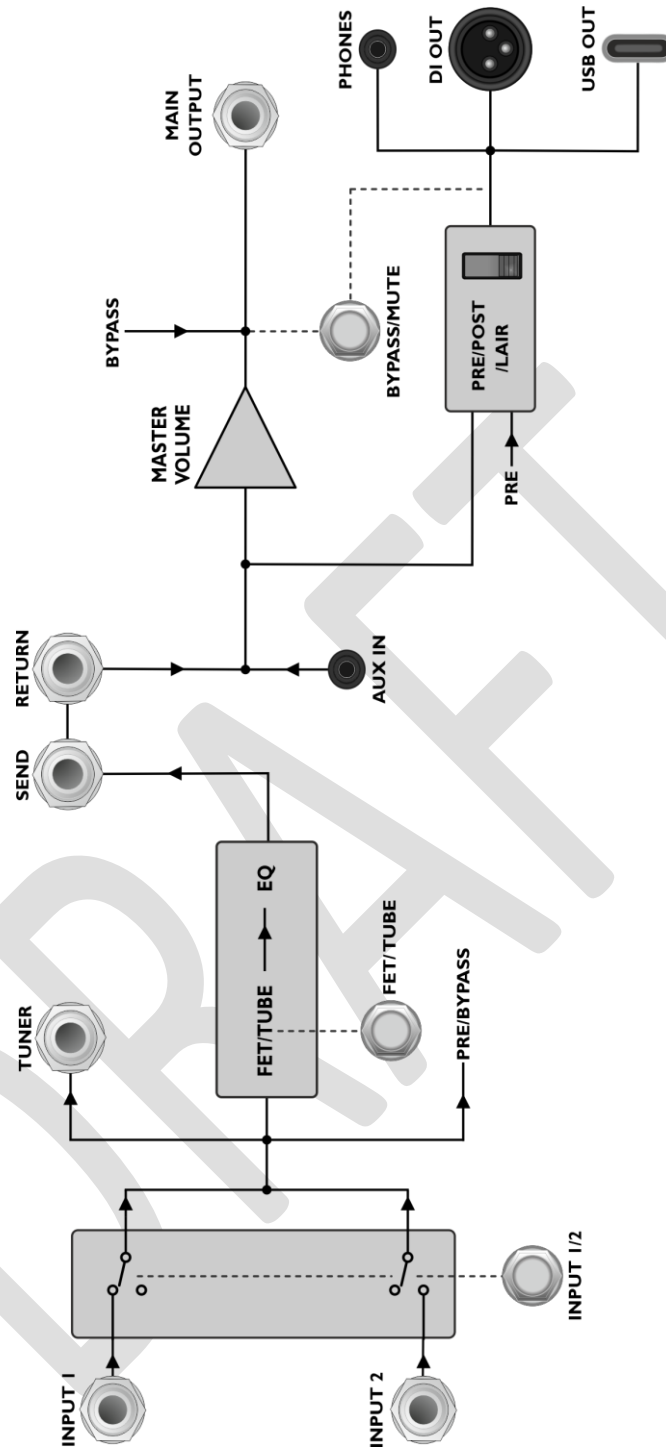 INPUT 1
INPUT 2
INPUT 1/2
TUNER
PRE/BYPASS
FET/TUBE
EQ
FET/TUBE
SEND
RETURN
AUX IN
MASTER
VOLUME
BYPASS
BYPASS/MUTE
MAIN
OUTPUT
PRE
PRE/POST
/LAIR
PHONES
DI OUT
USB OUT
DRAFT